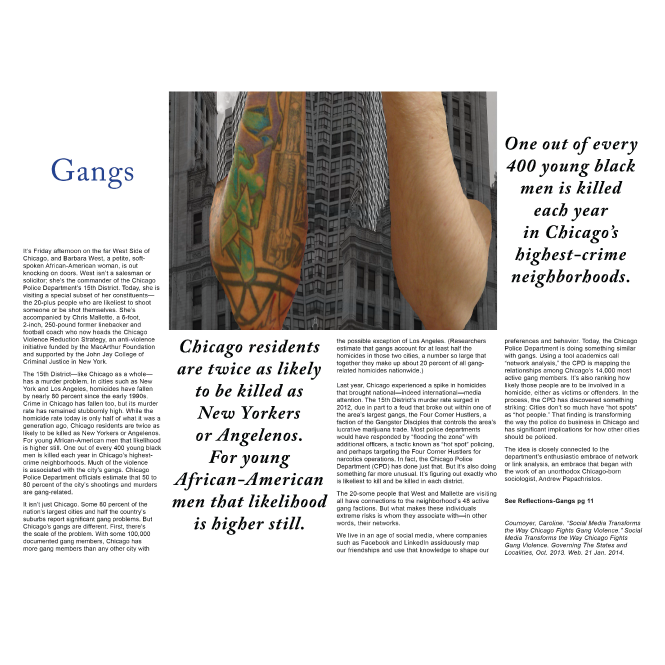 Gangs
It's Friday afternoon on the far West Side of
Chicago, and Barbara West, a petite, soft-
spoken African-American woman, is out
knocking on doors. West isn't a salesman or
solicitor; she's the commander of the Chicago
Police Department's 15th District. Today, she is
visiting a special subset of her constituents—
the 20-plus people who are likeliest to shoot
someone or be shot themselves. She's
accompanied by Chris Mallette, a 6-foot,
2-inch, 250-pound former linebacker and
football coach who now heads the Chicago
Violence Reduction Strategy, an anti-violence
initiative funded by the MacArthur Foundation
and supported by the John Jay College of
Criminal Justice in New York.
The 15th District—like Chicago as a whole—
has a murder problem. In cities such as New
York and Los Angeles, homicides have fallen
by nearly 80 percent since the early 1990s.
Crime in Chicago has fallen too, but its murder
rate has remained stubbornly high. While the
homicide rate today is only half of what it was a
generation ago, Chicago residents are twice as
likely to be killed as New Yorkers or Angelenos.
For young African-American men that likelihood
is higher still. One out of every 400 young black
men is killed each year in Chicago's highest-
crime neighborhoods. Much of the violence
is associated with the city's gangs. Chicago
Police Department officials estimate that 50 to
80 percent of the city's shootings and murders
are gang-related.
It isn't just Chicago. Some 80 percent of the
nation's largest cities and half the country's
suburbs report significant gang problems. But
Chicago's gangs are different. First, there's
the scale of the problem. With some 100,000
documented gang members, Chicago has
more gang members than any other city with
Chicago residents
are twice as likely
to be killed as
New Yorkers
or Angelenos.
For young
African-American
men that likelihood
is higher still.
the possible exception of Los Angeles. (Researchers
estimate that gangs account for at least half the
homicides in those two cities, a number so large that
together they make up about 20 percent of all gang-
related homicides nationwide.)
Last year, Chicago experienced a spike in homicides
that brought national—indeed international—media
attention. The 15th District's murder rate surged in
2012, due in part to a feud that broke out within one of
the area's largest gangs, the Four Corner Hustlers, a
faction of the Gangster Disciples that controls the area's
lucrative marijuana trade. Most police departments
would have responded by "flooding the zone" with
additional officers, a tactic known as "hot spot" policing,
and perhaps targeting the Four Corner Hustlers for
narcotics operations. In fact, the Chicago Police
Department (CPD) has done just that. But it's also doing
something far more unusual. It's figuring out exactly who
is likeliest to kill and be killed in each district.
The 20-some people that West and Mallette are visiting
all have connections to the neighborhood's 48 active
gang factions. But what makes these individuals
extreme risks is whom they associate with—in other
words, their networks.
We live in an age of social media, where companies
such as Facebook and LinkedIn assiduously map
our friendships and use that knowledge to shape our
One out of every
400 young black
men is killed
each year
in Chicago's
highest-crime
neighborhoods.
preferences and behavior. Today, the Chicago
Police Department is doing something similar
with gangs. Using a tool academics call
"network analysis," the CPD is mapping the
relationships among Chicago's 14,000 most
active gang members. It's also ranking how
likely those people are to be involved in a
homicide, either as victims or offenders. In the
process, the CPD has discovered something
striking: Cities don't so much have "hot spots"
as "hot people." That finding is transforming
the way the police do business in Chicago and
has significant implications for how other cities
should be policed.
The idea is closely connected to the
department's enthusiastic embrace of network
or link analysis, an embrace that began with
the work of an unorthodox Chicago-born
sociologist, Andrew Papachristos.
See Reflections-Gangs pg 11
Cournoyer, Caroline. "Social Media Transforms
the Way Chicago Fights Gang Violence." Social
Media Transforms the Way Chicago Fights
Gang Violence. Governing The States and
Localities, Oct. 2013. Web. 21 Jan. 2014.